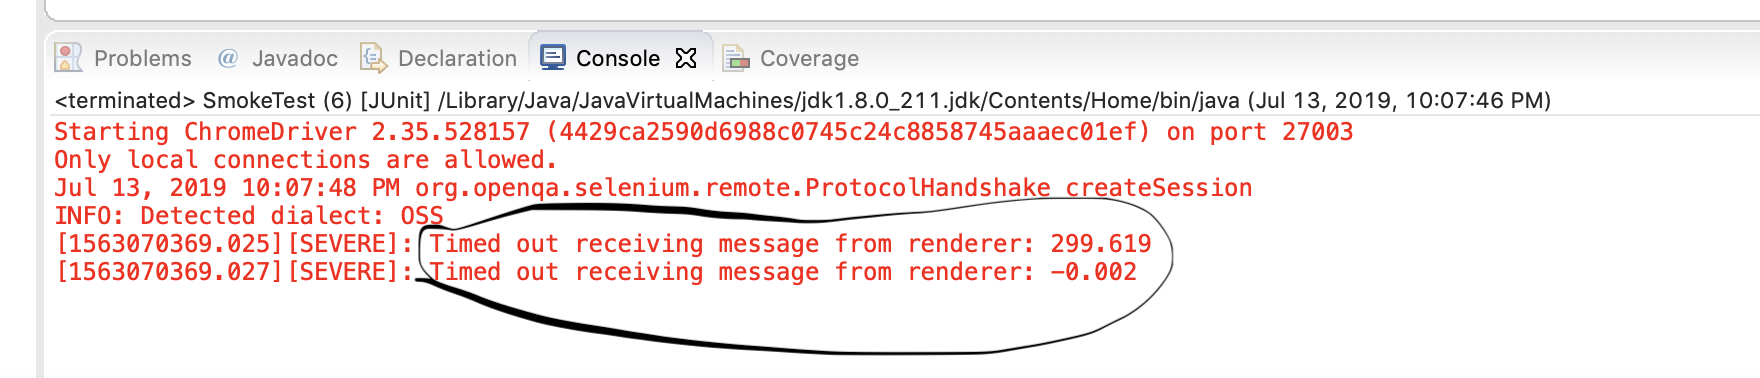 Problems @ Javadoc Declaration Console Coverage
<terminated> SmokeTest (6) [JUnit] /Library/Java/JavaVirtualMachines/jdk1.8.0_211.jdk/Contents/Home/bin/java (Jul 13, 2019, 10:07:46 PM)
Starting ChromeDriver 2.35.528157 (4429ca2590d6988c0745c24c8858745aaaec01ef) on port 27003
Only local connections are allowed.
Jul 13, 2019 10:07:48 PM org.openqa.selenium.remote.ProtocolHandshake createSession
INFO: Detected dialect: OSS
[1563070369.025][SEVERE]: Timed out receiving message from renderer: 299.619
[1563070369.027][SEVERE]: Timed out receiving message from renderer: -0.002